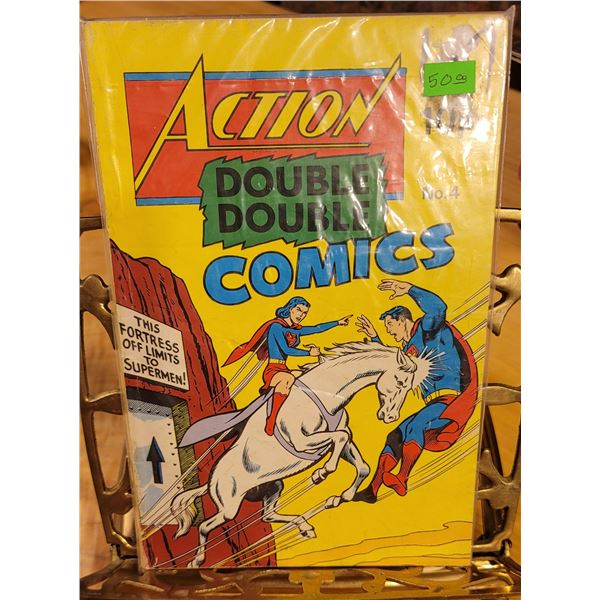 50.00
ACTION
DOUBLE
DOUBLE
COMICS
No. 4
THIS
FORTRESS
OFF LIMITS
TO
SUPERMEN!